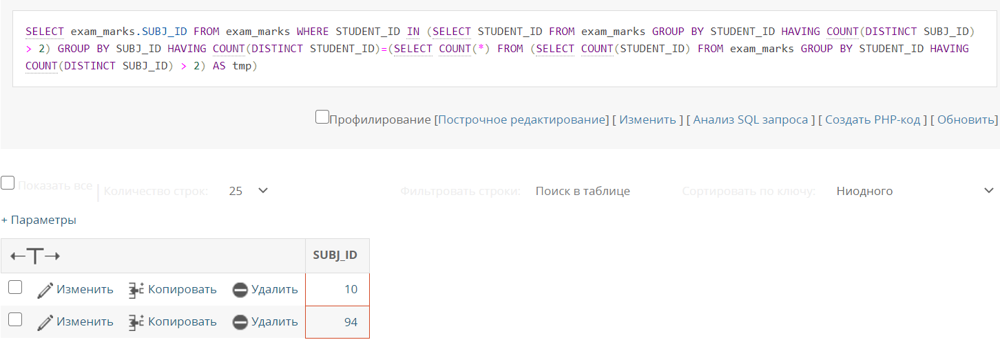 SELECT exam_marks.SUBJ_ID FROM exam_marks WHERE STUDENT_ID IN (SELECT STUDENT_ID FROM exam_marks GROUP BY STUDENT_ID HAVING COUNT(DISTINCT SUBJ_ID)
> 2) GROUP BY SUBJ_ID HAVING COUNT(DISTINCT STUDENT_ID)=(SELECT COUNT(*) FROM (SELECT COUNT(STUDENT_ID) FROM exam_marks GROUP BY STUDENT_ID HAVING
COUNT(DISTINCT SUBJ_ID) > 2) AS tmp)
Профилирование [Построчное редактирование] [ Изменить ] [ Анализ SQL запроса ] [ Создать PHP-код ] [ Обновить]
Показать все | Количество строк: 25 Фильтровать строки: Поиск в таблице Сортировать по ключу: Ниодного
+ Параметры
←T→ SUBJ_ID
Изменить Копировать Удалить 10
Изменить Копировать Удалить 94